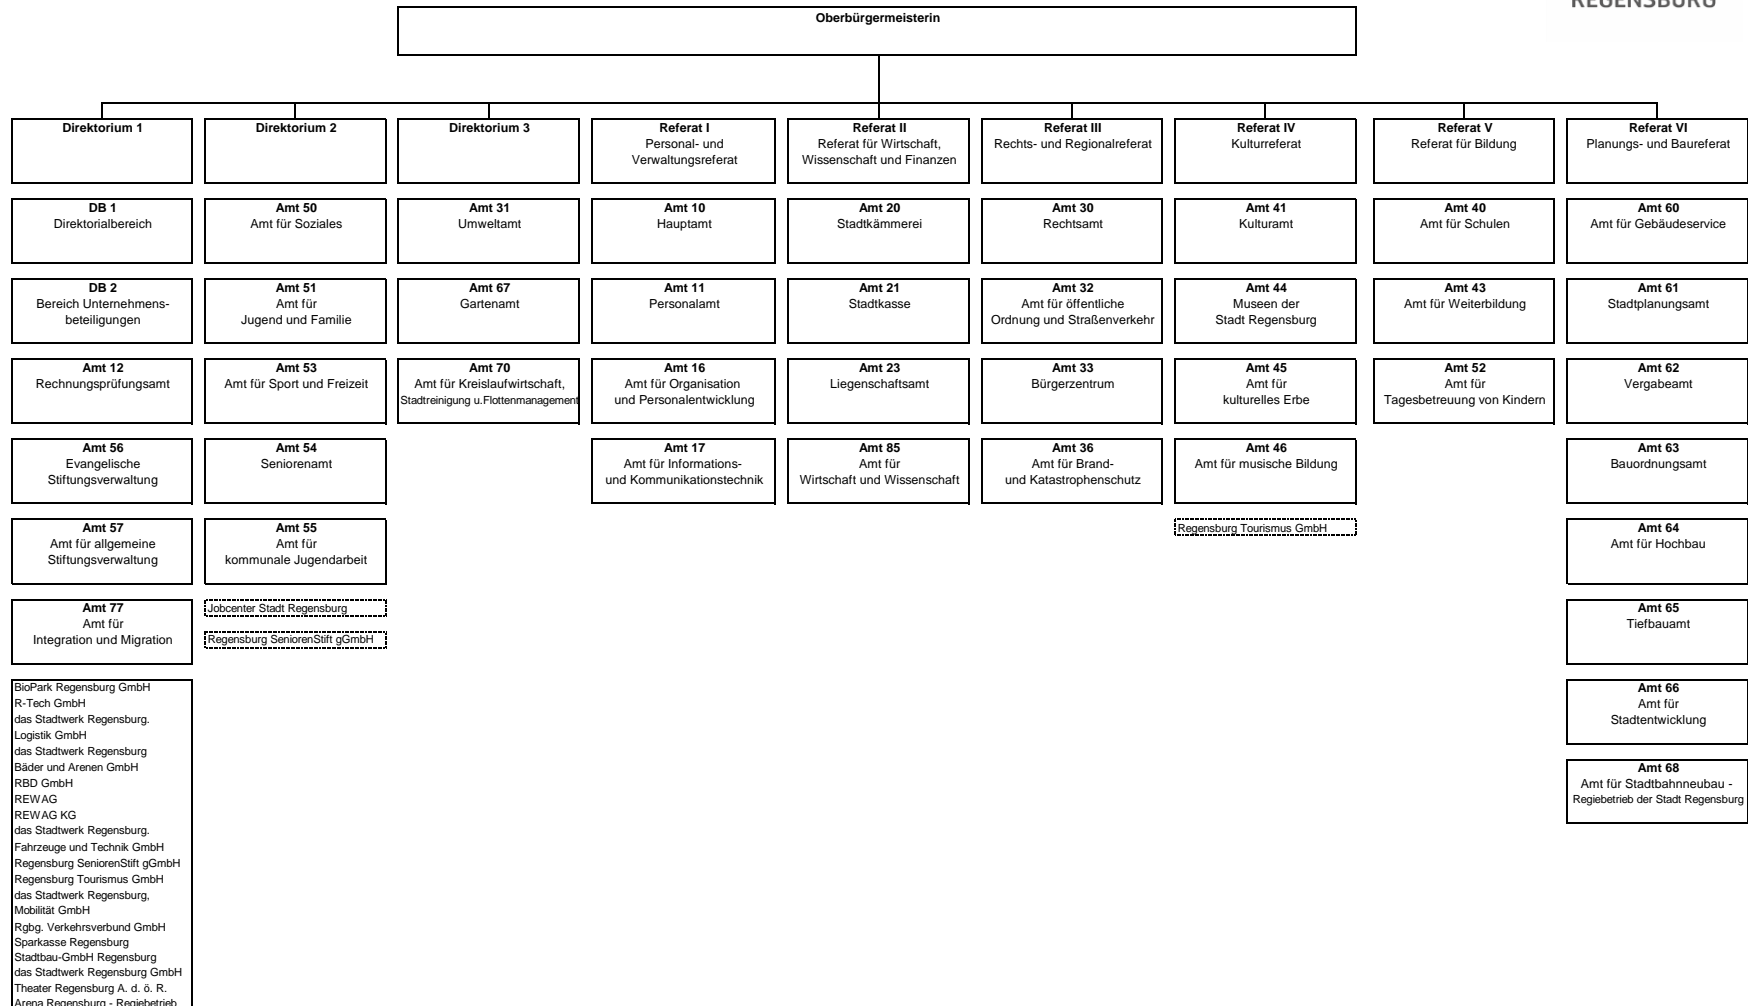 REGENSBURG
Oberbürgermeisterin
Direktorium 1
DB 1
Direktorialbereich
DB 2
Bereich Unternehmens-
beteiligungen
Amt 12
Rechnungsprüfungsamt
Amt 56
Evangelische
Stiftungsverwaltung
Amt 57
Amt für allgemeine
Stiftungsverwaltung
Amt 77
Amt für
Integration und Migration
BioPark Regensburg GmbH
R-Tech GmbH
das Stadtwerk Regensburg.
Logistik GmbH
das Stadtwerk Regensburg
Bäder und Arenen GmbH
RBD GmbH
REWAG
REWAG KG
das Stadtwerk Regensburg.
Fahrzeuge und Technik GmbH
Regensburg SeniorenStift gGmbH
Regensburg Tourismus GmbH
das Stadtwerk Regensburg,
Mobilität GmbH
Rgbg. Verkehrsverbund GmbH
Sparkasse Regensburg
Stadtbau-GmbH Regensburg
das Stadtwerk Regensburg GmbH
Theater Regensburg A. d. ö. R.
Arena Regensburg - Regiebetrieb
Direktorium 2
Amt 50
Amt für Soziales
Amt 51
Amt für
Jugend und Familie
Amt 53
Amt für Sport und Freizeit
Amt 54
Seniorenamt
Amt 55
Amt für
kommunale Jugendarbeit
Jobcenter Stadt Regensburg
Regensburg SeniorenStift gGmbH
Direktorium 3
Amt 31
Umweltamt
Amt 67
Gartenamt
Amt 70
Amt für Kreislaufwirtschaft,
Stadtreinigung u.Flottenmanagement
Referat I
Personal- und
Verwaltungsreferat
Amt 10
Hauptamt
Amt 11
Personalamt
Amt 16
Amt für Organisation
und Personalentwicklung
Amt 17
Amt für Informations-
und Kommunikationstechnik
Referat II
Referat für Wirtschaft,
Wissenschaft und Finanzen
Amt 20
Stadtkämmerei
Amt 21
Stadtkasse
Amt 23
Liegenschaftsamt
Amt 85
Amt für
Wirtschaft und Wissenschaft
Referat III
Rechts- und Regionalreferat
Amt 30
Rechtsamt
Amt 32
Amt für öffentliche
Ordnung und Straßenverkehr
Amt 33
Bürgerzentrum
Amt 36
Amt für Brand-
und Katastrophenschutz
Referat IV
Kulturreferat
Amt 41
Kulturamt
Amt 44
Museen der
Stadt Regensburg
Amt 45
Amt für
kulturelles Erbe
Amt 46
Amt für musische Bildung
Regensburg Tourismus GmbH
Referat V
Referat für Bildung
Amt 40
Amt für Schulen
Amt 43
Amt für Weiterbildung
Amt 52
Amt für
Tagesbetreuung von Kindern
Referat VI
Planungs- und Baureferat
Amt 60
Amt für Gebäudeservice
Amt 61
Stadtplanungsamt
Amt 62
Vergabeamt
Amt 63
Bauordnungsamt
Amt 64
Amt für Hochbau
Amt 65
Tiefbauamt
Amt 66
Amt für
Stadtentwicklung
Amt 68
Amt für Stadtbahnneubau -
Regiebetrieb der Stadt Regensburg